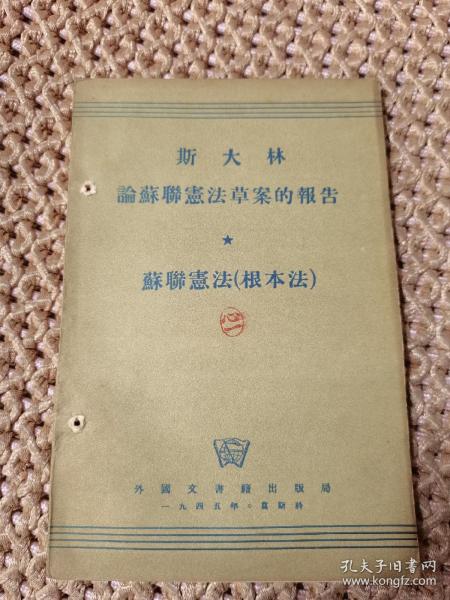 斯大林
論蘇聯憲法草案的報告
★
蘇聯憲法(根本法)
心一
外國文書籍出版局
一九四五年。莫斯科
孔夫子旧书网
www.kongfz.com